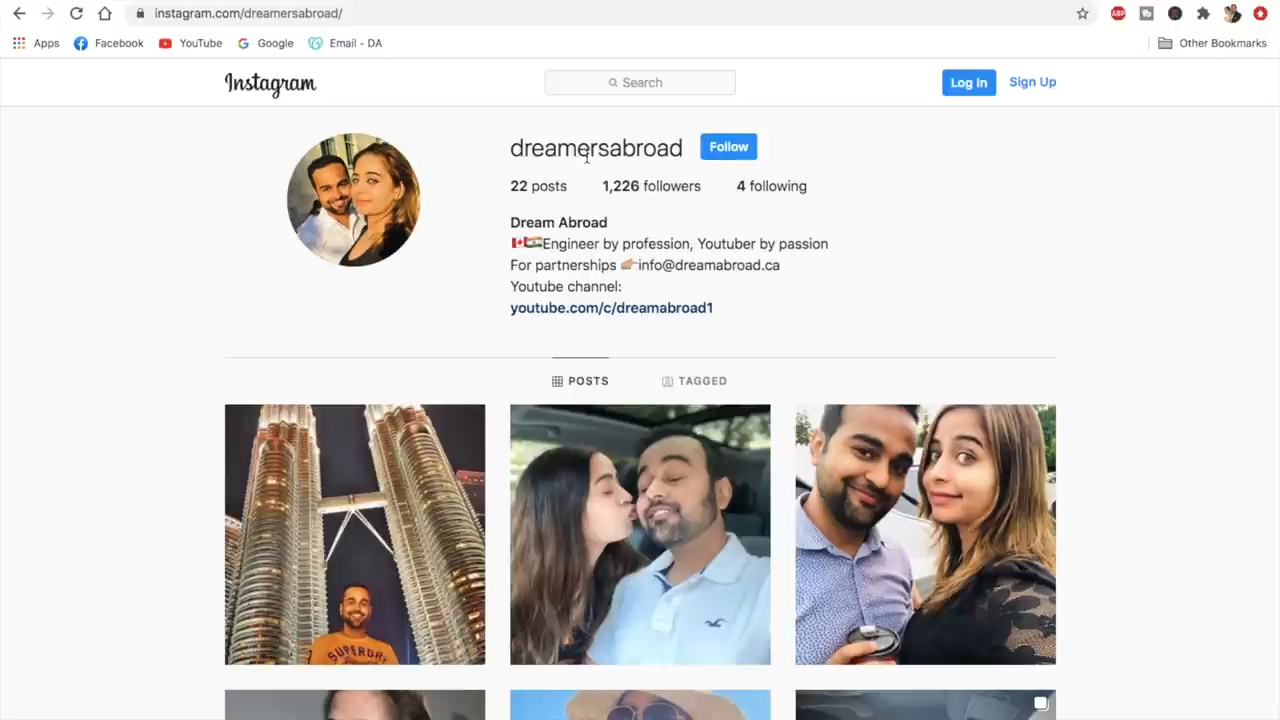 instagram.com/dreamersabroad/
ABP
Apps Facebook YouTube Google Email - DA Other Bookmarks
Instagram Search Log In Sign Up
dreamersabroad Follow
22 posts 1,226 followers 4 following
Dream Abroad
🇨🇦🇮🇳Engineer by profession, Youtuber by passion
For partnerships 👉🏼info@dreamabroad.ca
Youtube channel:
youtube.com/c/dreamabroad1
POSTS TAGGED
SUPERDRY